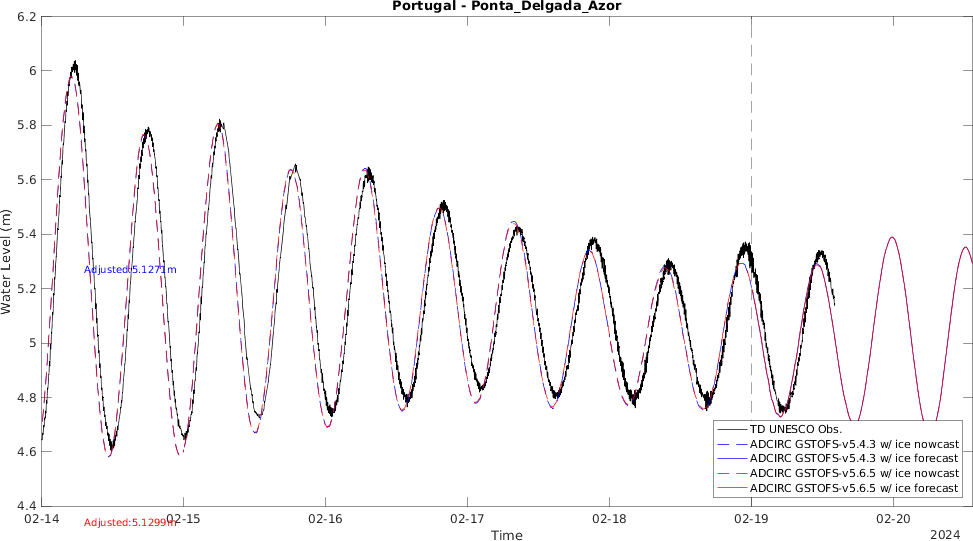 Portugal - Ponta_Delgada_Azor
6.2
6
5.8
5.6
5.4
5.2
5
4.8
4.6
4.4
Water Level (m)
Adjusted:5.1271m
Adjusted:5.1299m
TD UNESCO Obs.
ADCIRC GSTOFS-v5.4.3 w/ ice nowcast
ADCIRC GSTOFS-v5.4.3 w/ ice forecast
ADCIRC GSTOFS-v5.6.5 w/ ice nowcast
ADCIRC GSTOFS-v5.6.5 w/ ice forecast
02-14 02-15 02-16 02-17 02-18 02-19 02-20
Time
2024